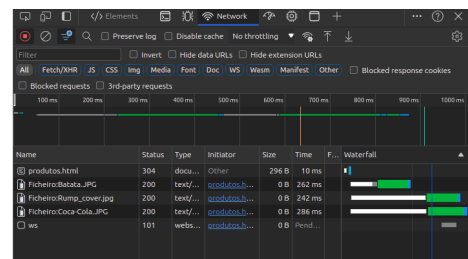 </> Elements Network
Preserve log Disable cache No throttling
Filter Invert Hide data URLs Hide extension URLs
All Fetch/XHR JS CSS Img Media Font Doc WS Wasm Manifest Other Blocked response cookies
Blocked requests 3rd-party requests
100 ms 200 ms 300 ms 400 ms 500 ms 600 ms 700 ms 800 ms 900 ms 1000 ms
Name Status Type Initiator Size Time F... Waterfall
produtos.html 304 docu... Other 296 B 10 ms
Ficheiro:Batata.JPG 200 text/... produtos.h... 0 B 262 ms
Ficheiro:Rump_cover.jpg 200 text/... produtos.h... 0 B 242 ms
Ficheiro:Coca-Cola.JPG 200 text/... produtos.h... 0 B 286 ms
ws 101 webs... produtos.h... 0 B Pend...